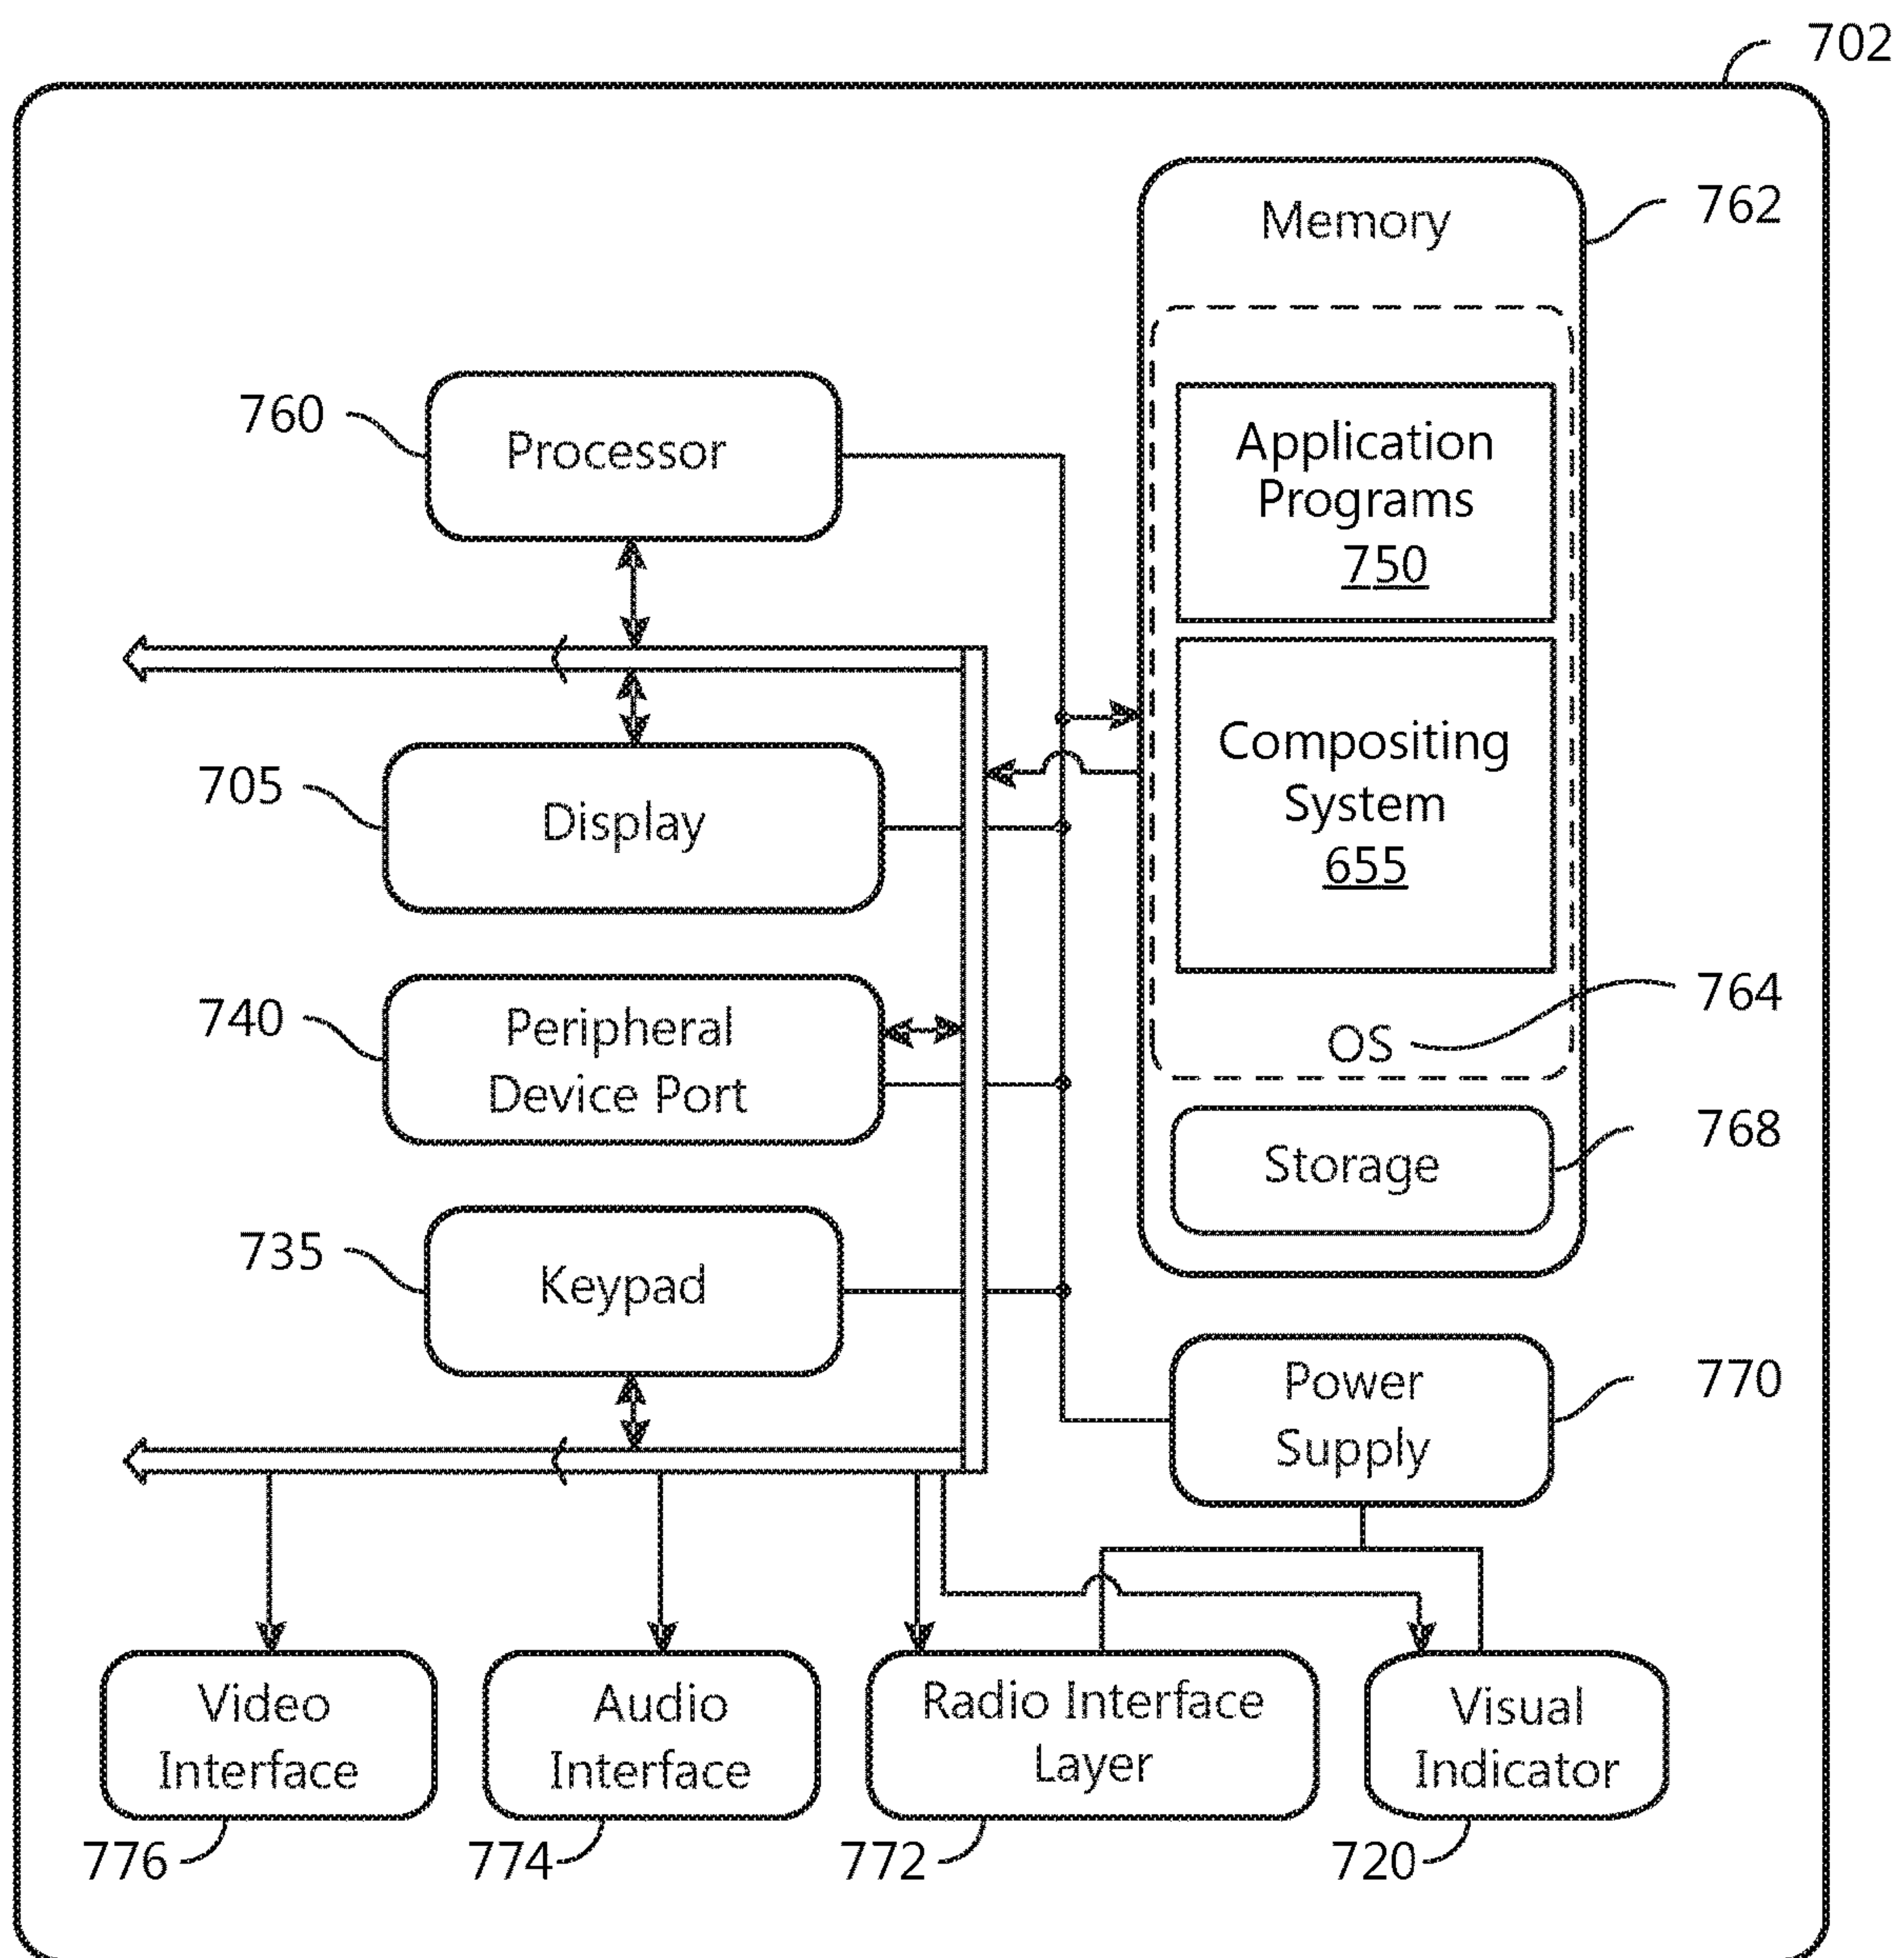 702
Memory
762
Application
Programs
750
760
Processor
Compositing
System
655
705
Display
764
OS
740
Peripheral
Device Port
768
Storage
735
Keypad
770
Power
Supply
Video
Interface
776
Audio
Interface
774
Radio Interface
Layer
772
Visual
Indicator
720